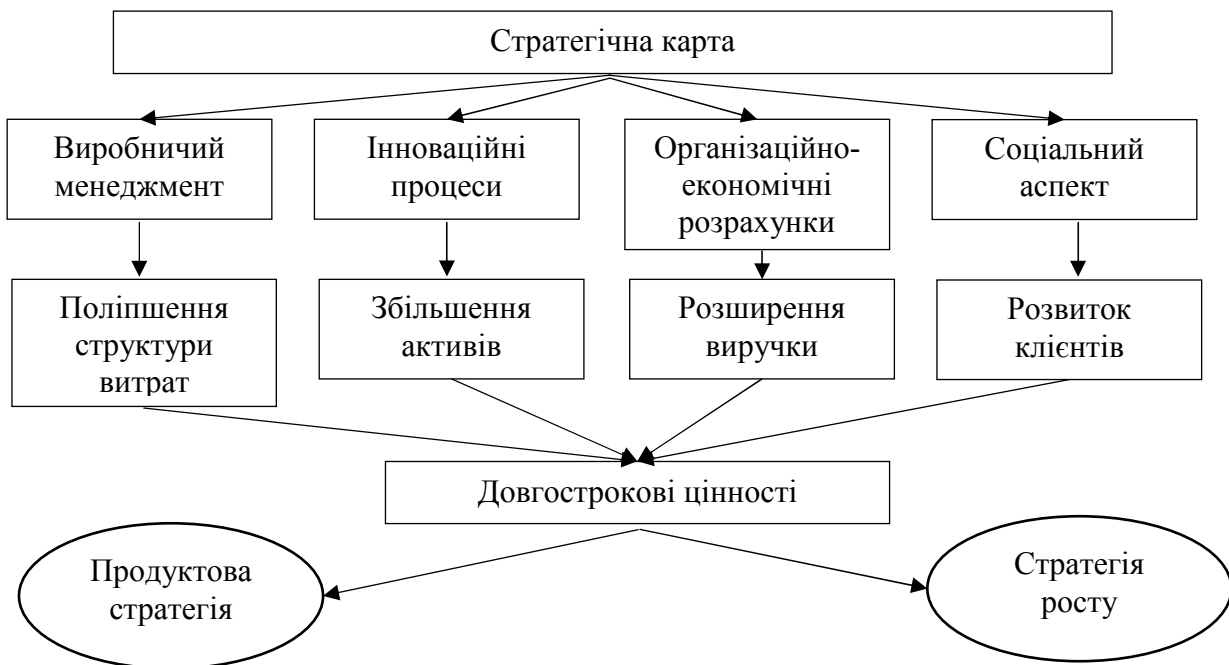 Стратегічна карта
Виробничий
менеджмент
Інноваційні
процеси
Організаційно-
економічні
розрахунки
Соціальний
аспект
Поліпшення
структури
витрат
Збільшення
активів
Розширення
виручки
Розвиток
клієнтів
Довгострокові цінності
Продуктова
стратегія
Стратегія
росту